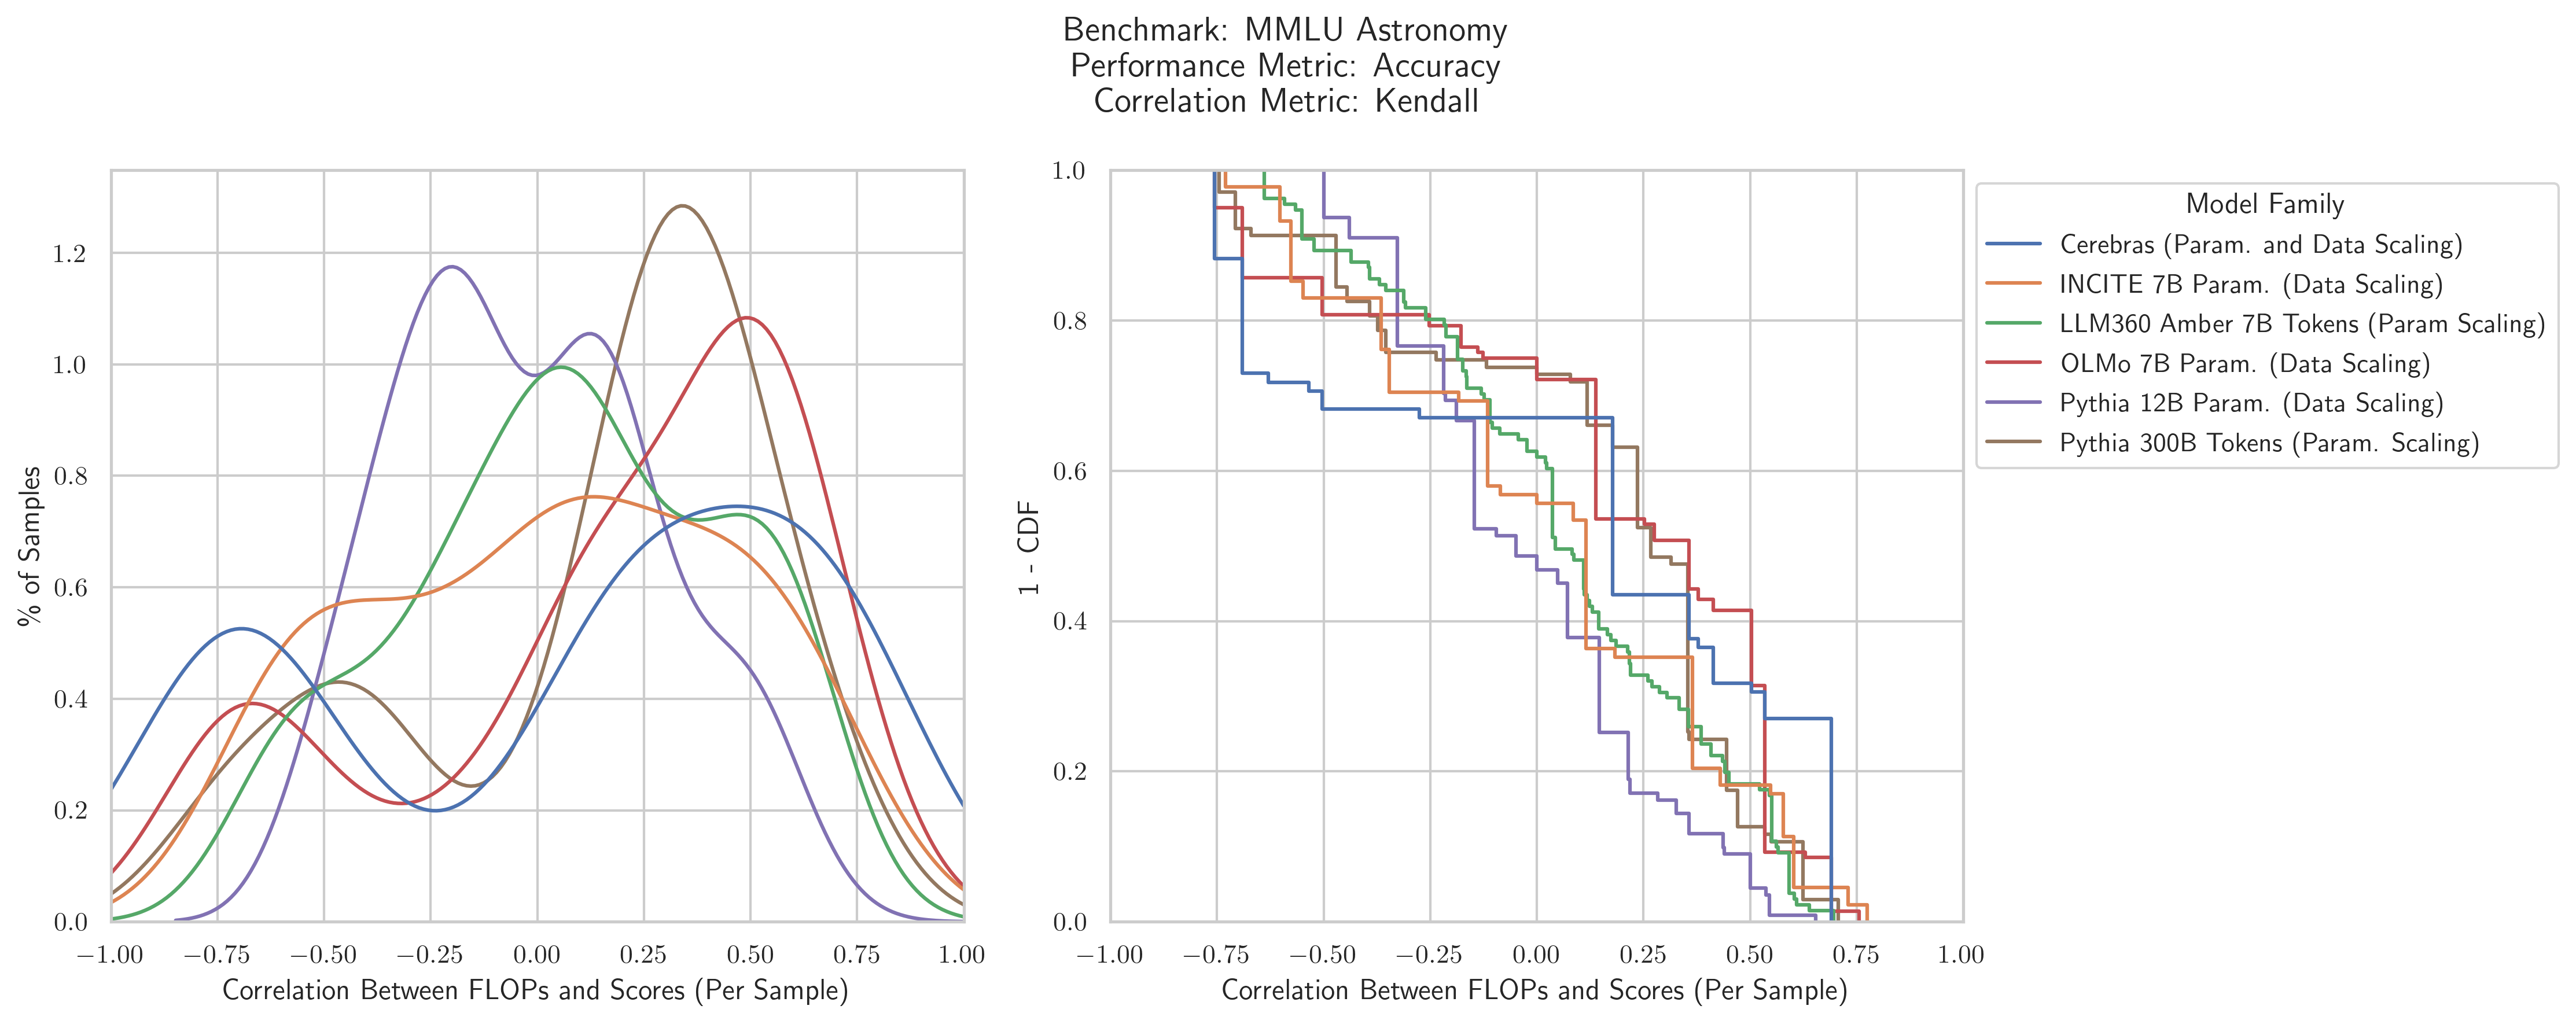 Benchmark: MMLU Astronomy
Performance Metric: Accuracy
Correlation Metric: Kendall
% of Samples
1.2
1.0
0.8
0.6
0.4
0.2
0.0
−1.00 −0.75 −0.50 −0.25 0.00 0.25 0.50 0.75 1.00
Correlation Between FLOPs and Scores (Per Sample)
1 - CDF
1.0
0.8
0.6
0.4
0.2
0.0
−1.00 −0.75 −0.50 −0.25 0.00 0.25 0.50 0.75 1.00
Correlation Between FLOPs and Scores (Per Sample)
Model Family
Cerebras (Param. and Data Scaling)
INCITE 7B Param. (Data Scaling)
LLM360 Amber 7B Tokens (Param Scaling)
OLMo 7B Param. (Data Scaling)
Pythia 12B Param. (Data Scaling)
Pythia 300B Tokens (Param. Scaling)